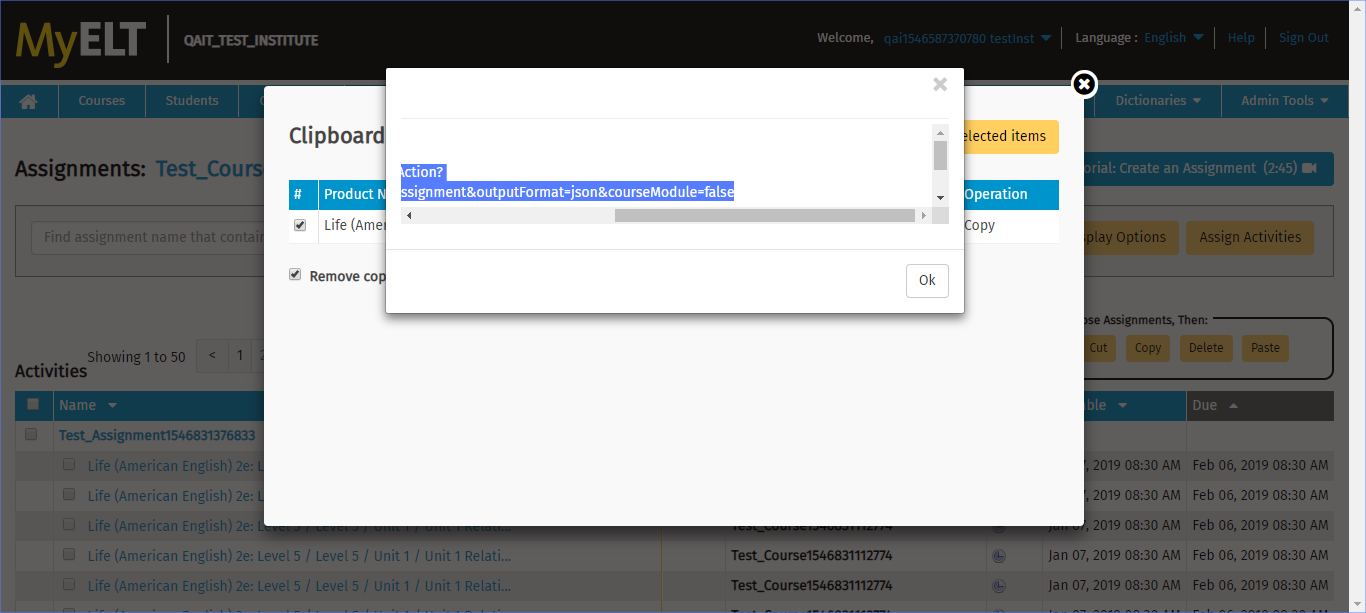 MyELT
QAIT_TEST_INSTITUTE
Welcome, qai1546587370780 testInst
Language : English
Help
Sign Out
Courses
Students
Dictionaries
Admin Tools
Clipboard
elected items
Action?
ssignment&outputFormat=json&courseModule=false
Assignments: Test_Cours
orial: Create an Assignment (2:45)
#
Product N
Operation
Life (Amer
Copy
Find assignment name that contain
play Options
Assign Activities
Remove cop
Ok
ose Assignments, Then:
Cut
Copy
Delete
Paste
Showing 1 to 50
<
1
2
Activities
Name
ble
Due
Test_Assignment1546831376833
Life (American English) 2e: L
7, 2019 08:30 AM
Feb 06, 2019 08:30 AM
Life (American English) 2e: L
7, 2019 08:30 AM
Feb 06, 2019 08:30 AM
Life (American English) 2e: Level 5 / Level 5 / Unit 1 / Unit 1 Relati...
Test_Course1546831112774
Jan 07, 2019 08:30 AM
Feb 06, 2019 08:30 AM
Life (American English) 2e: Level 5 / Level 5 / Unit 1 / Unit 1 Relati...
Test_Course1546831112774
Jan 07, 2019 08:30 AM
Feb 06, 2019 08:30 AM
Life (American English) 2e: Level 5 / Level 5 / Unit 1 / Unit 1 Relati...
Test_Course1546831112774
Jan 07, 2019 08:30 AM
Feb 06, 2019 08:30 AM